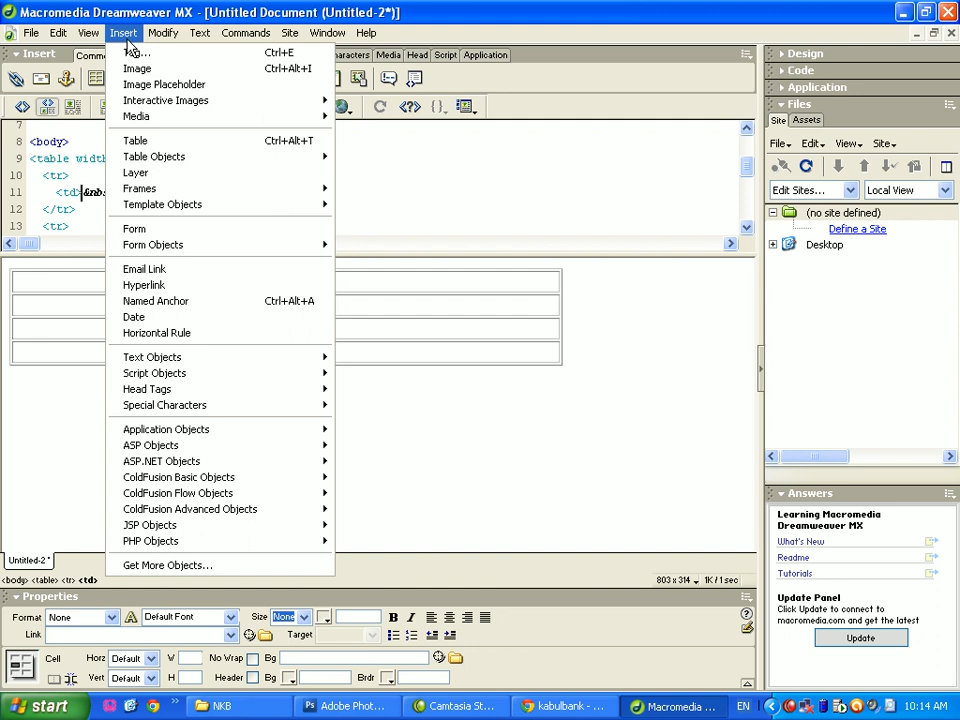 Macromedia Dreamweaver MX - [Untitled Document (Untitled-2*)]
File Edit View Insert Modify Text Commands Site Window Help
Insert
Media Head Script Application
Ctrl+E
Image Ctrl+Alt+I
Image Placeholder
Interactive Images
Media
Table Ctrl+Alt+T
Table Objects
Layer
Frames
Template Objects
Form
Form Objects
Email Link
Hyperlink
Named Anchor Ctrl+Alt+A
Date
Horizontal Rule
Text Objects
Script Objects
Head Tags
Special Characters
Application Objects
ASP Objects
ASP.NET Objects
ColdFusion Basic Objects
ColdFusion Flow Objects
ColdFusion Advanced Objects
JSP Objects
PHP Objects
Get More Objects...
7
8 <body>
9 <table width
10 <tr>
11 <td>&nbs
12 </tr>
13 <tr>
Untitled-2*
<body> <table> <tr> <td>
803 x 314 1K / 1 sec
Design
Code
Application
Files
Site Assets
File Edit View Site
Edit Sites... Local View
(no site defined)
Define a Site
Desktop
Answers
Learning Macromedia
Dreamweaver MX
What's New
Readme
Tutorials
Update Panel
Click Update to connect to
macromedia.com and get the latest
Update
Properties
Format None A Default Font Size None B I
Link Target
Cell Horz Default W No Wrap Bg
Vert Default H Header Bg Brdr
start NKB Adobe Phot... Camtasia St... kabulbank - ... Macromedia ... EN 10:14 AM